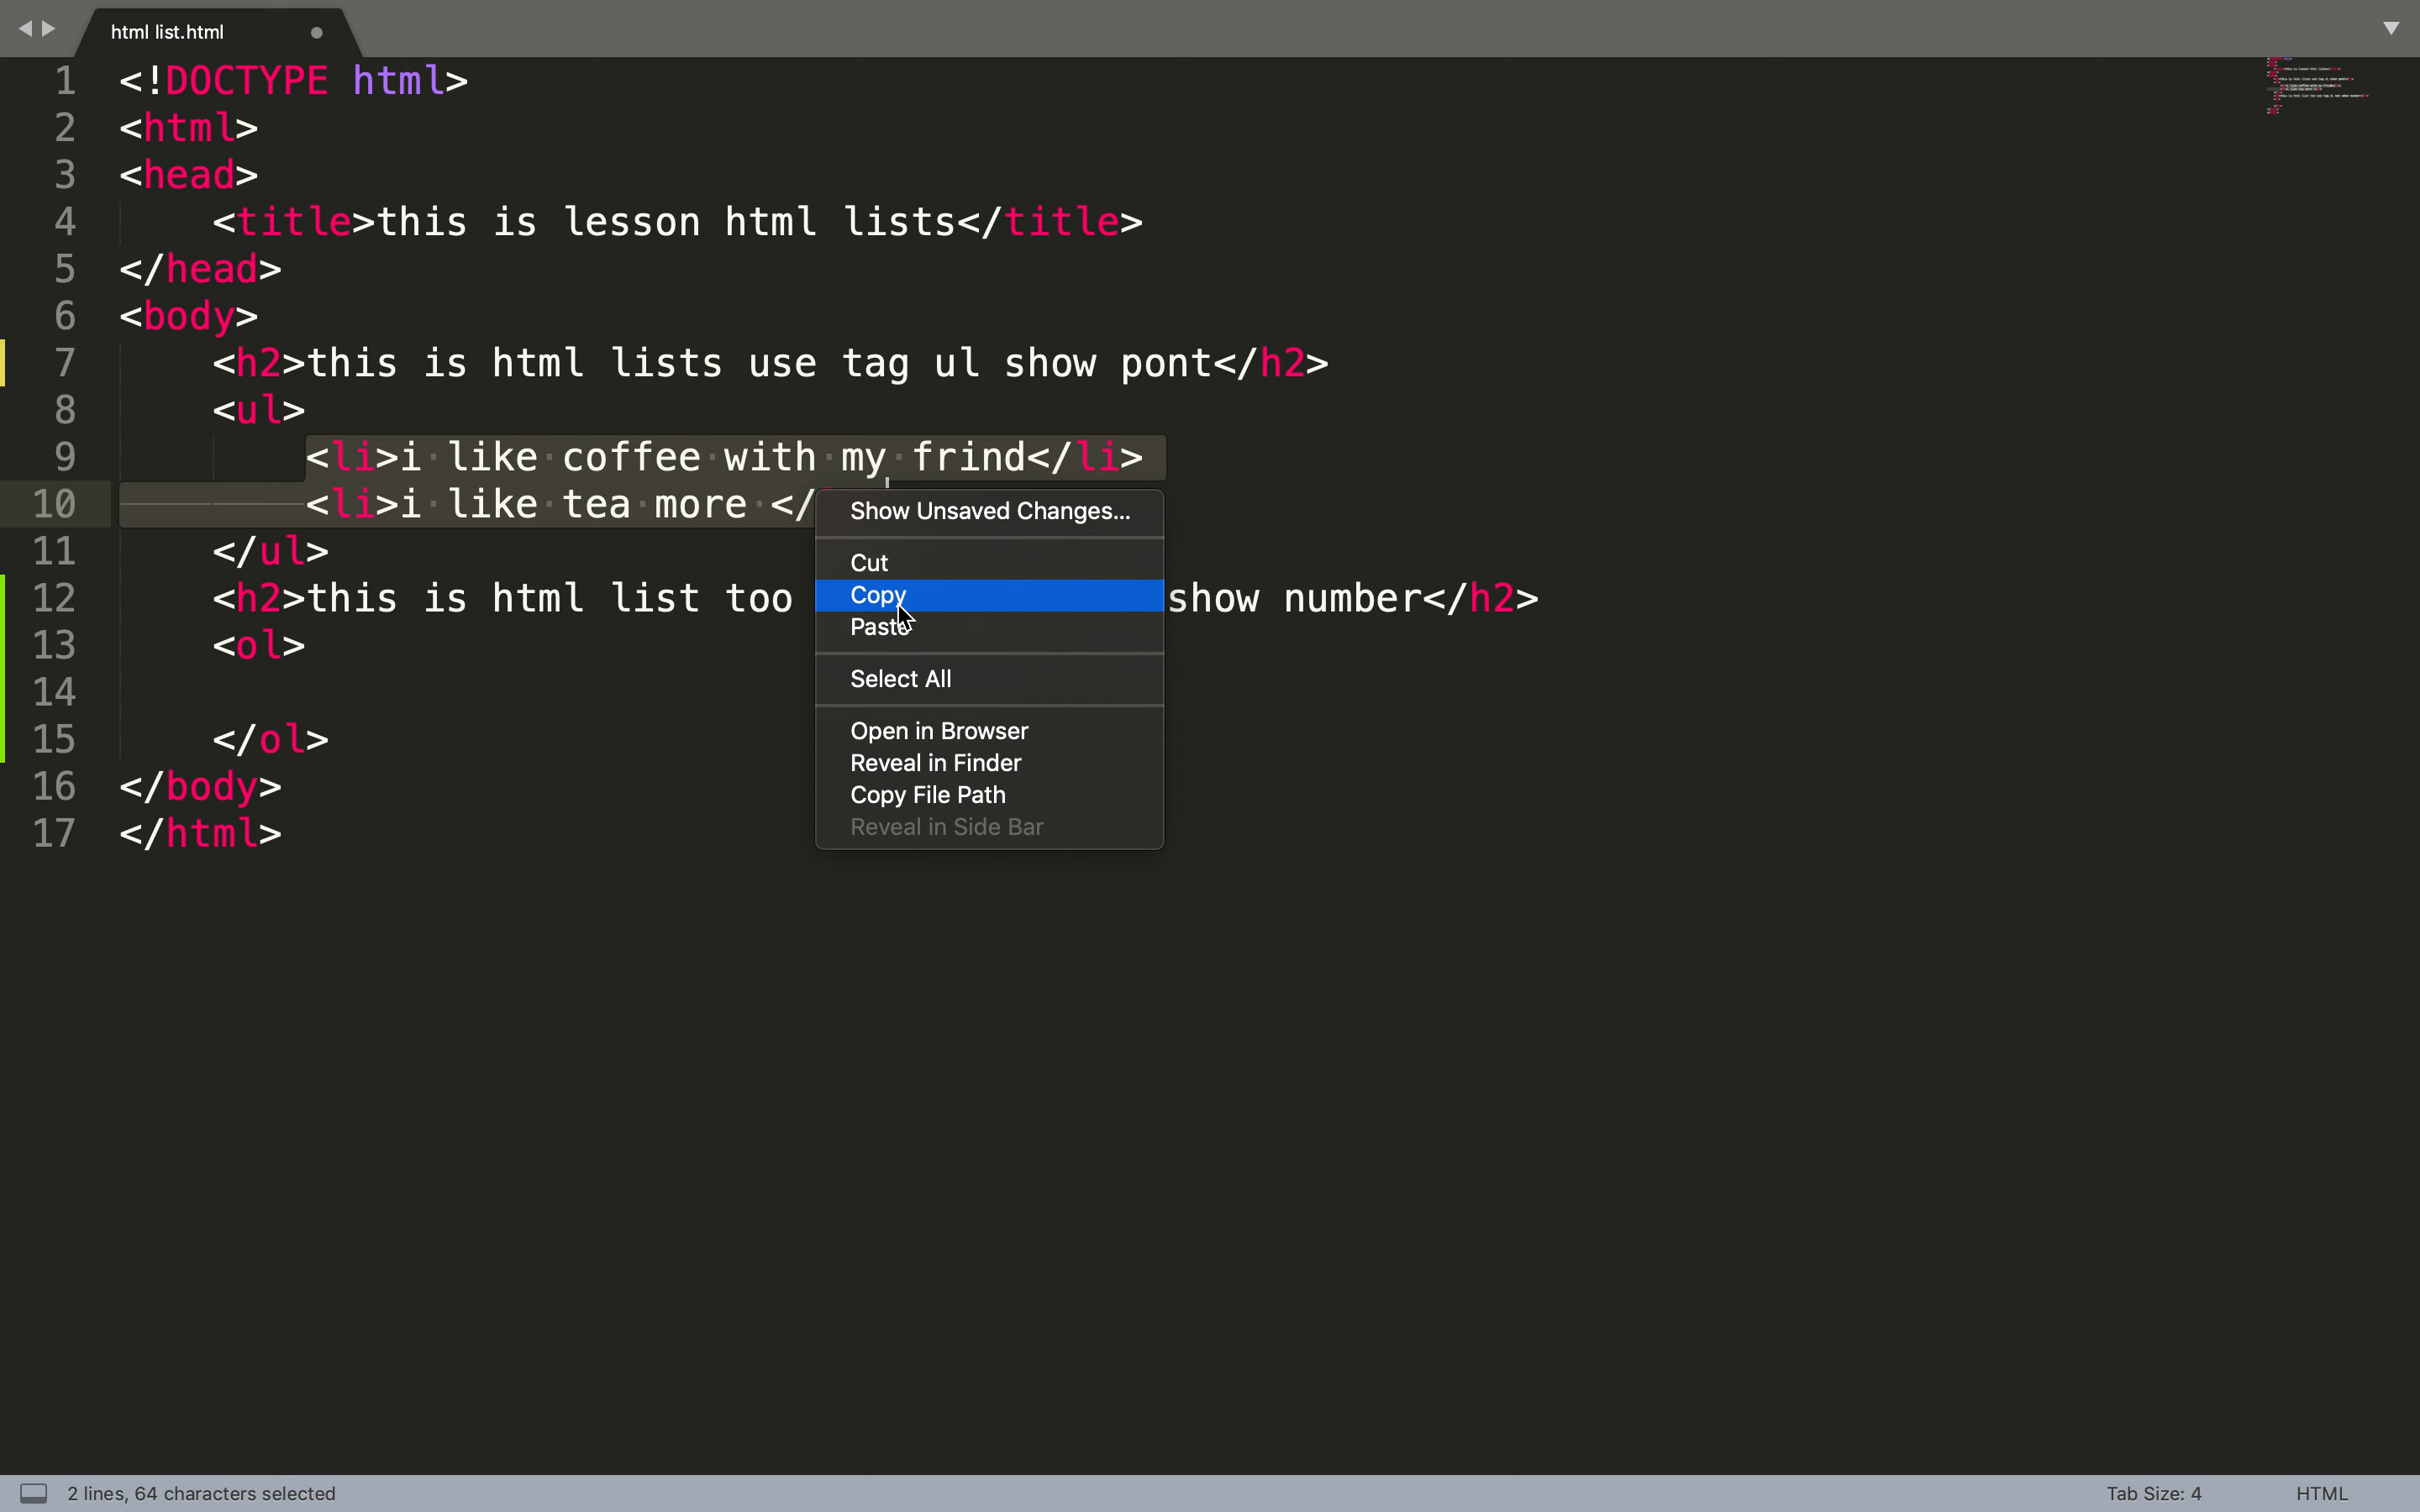 html list.html
1 <!DOCTYPE html>
2 <html>
3 <head>
4 <title>this is lesson html lists</title>
5 </head>
6 <body>
7 <h2>this is html lists use tag ul show pont</h2>
8 <ul>
9 <li>i like coffee with my frind</li>
10 <li>i like tea more </
11 </ul>
12 <h2>this is html list too show number</h2>
13 <ol>
14
15 </ol>
16 </body>
17 </html>
Show Unsaved Changes...
Cut
Copy
Paste
Select All
Open in Browser
Reveal in Finder
Copy File Path
Reveal in Side Bar
2 lines, 64 characters selected
Tab Size: 4
HTML